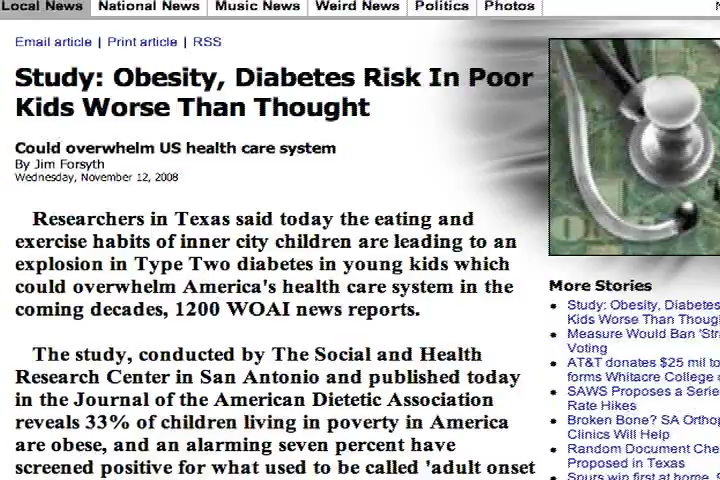 Local News National News Music News Weird News Politics Photos
Email article | Print article | RSS
Study: Obesity, Diabetes Risk In Poor
Kids Worse Than Thought
Could overwhelm US health care system
By Jim Forsyth
Wednesday, November 12, 2008
Researchers in Texas said today the eating and
exercise habits of inner city children are leading to an
explosion in Type Two diabetes in young kids which
could overwhelm America's health care system in the
coming decades, 1200 WOAI news reports.
The study, conducted by The Social and Health
Research Center in San Antonio and published today
in the Journal of the American Dietetic Association
reveals 33% of children living in poverty in America
are obese, and an alarming seven percent have
screened positive for what used to be called 'adult onset
More Stories
Study: Obesity, Diabetes
Kids Worse Than
Measure Would Ban
Voting
AT&T donates $25 mil to
forms Whitacre College
SAWS Proposes a
Rate Hikes
Broken Bone? SA
Clinics Will Help
Random Document
Proposed in Texas
Spurs win first at home,